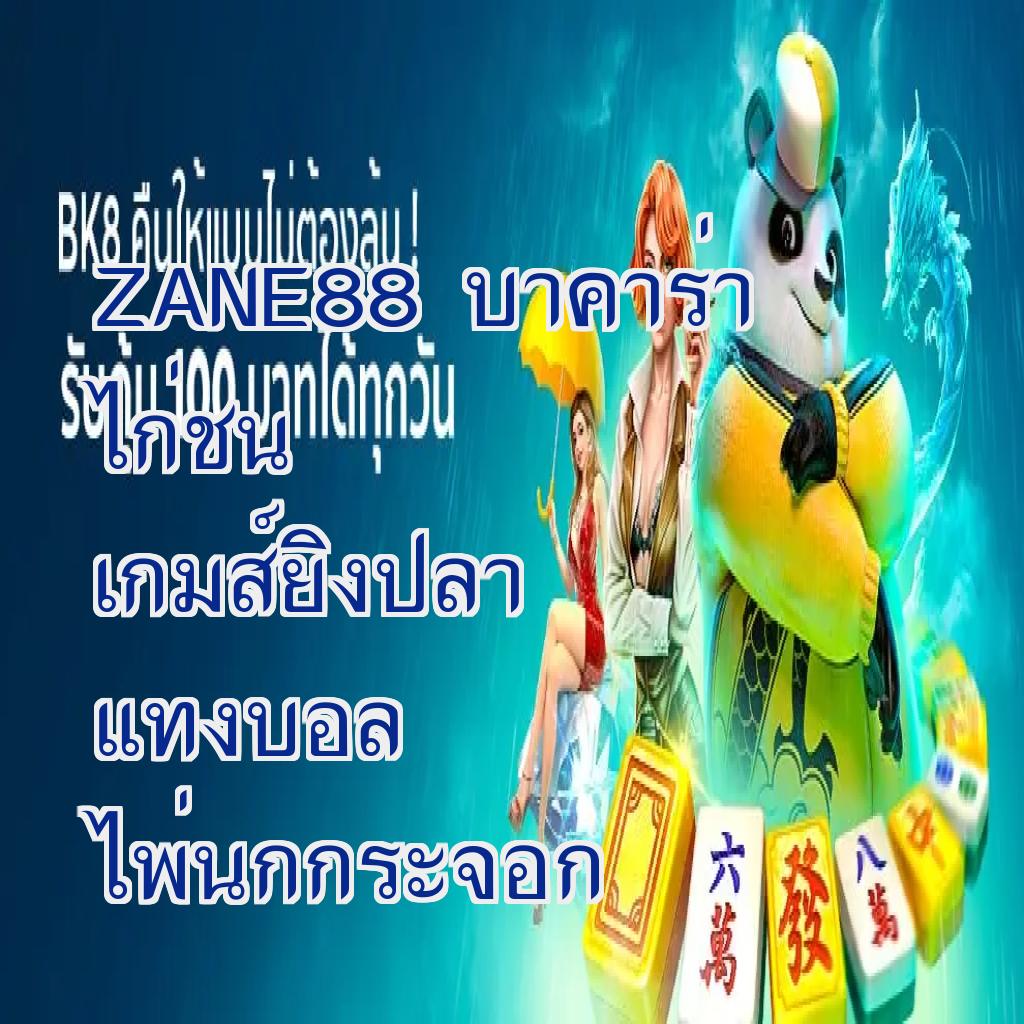 BK8 คืนให้แบบไม่ต้องลุ้น !
ZANE88 บาคาร่า
100 บาทได้ทุกวัน
ไก่ชน
เกมส์ยิงปลา
แทงบอล
ไพ่นกกระจอก
六萬
發
八萬